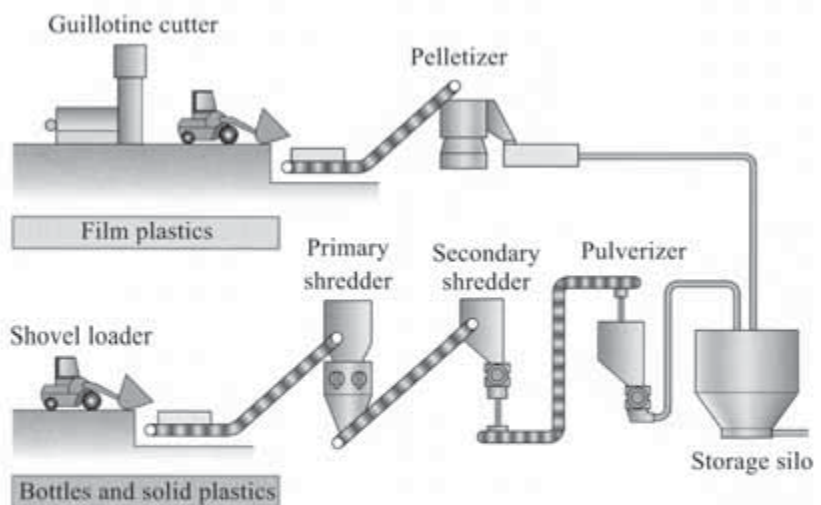 Guillotine cutter
Pelletizer
Film plastics
Primary
shredder
Secondary
shredder
Pulverizer
Shovel loader
Storage silo
Bottles and solid plastics